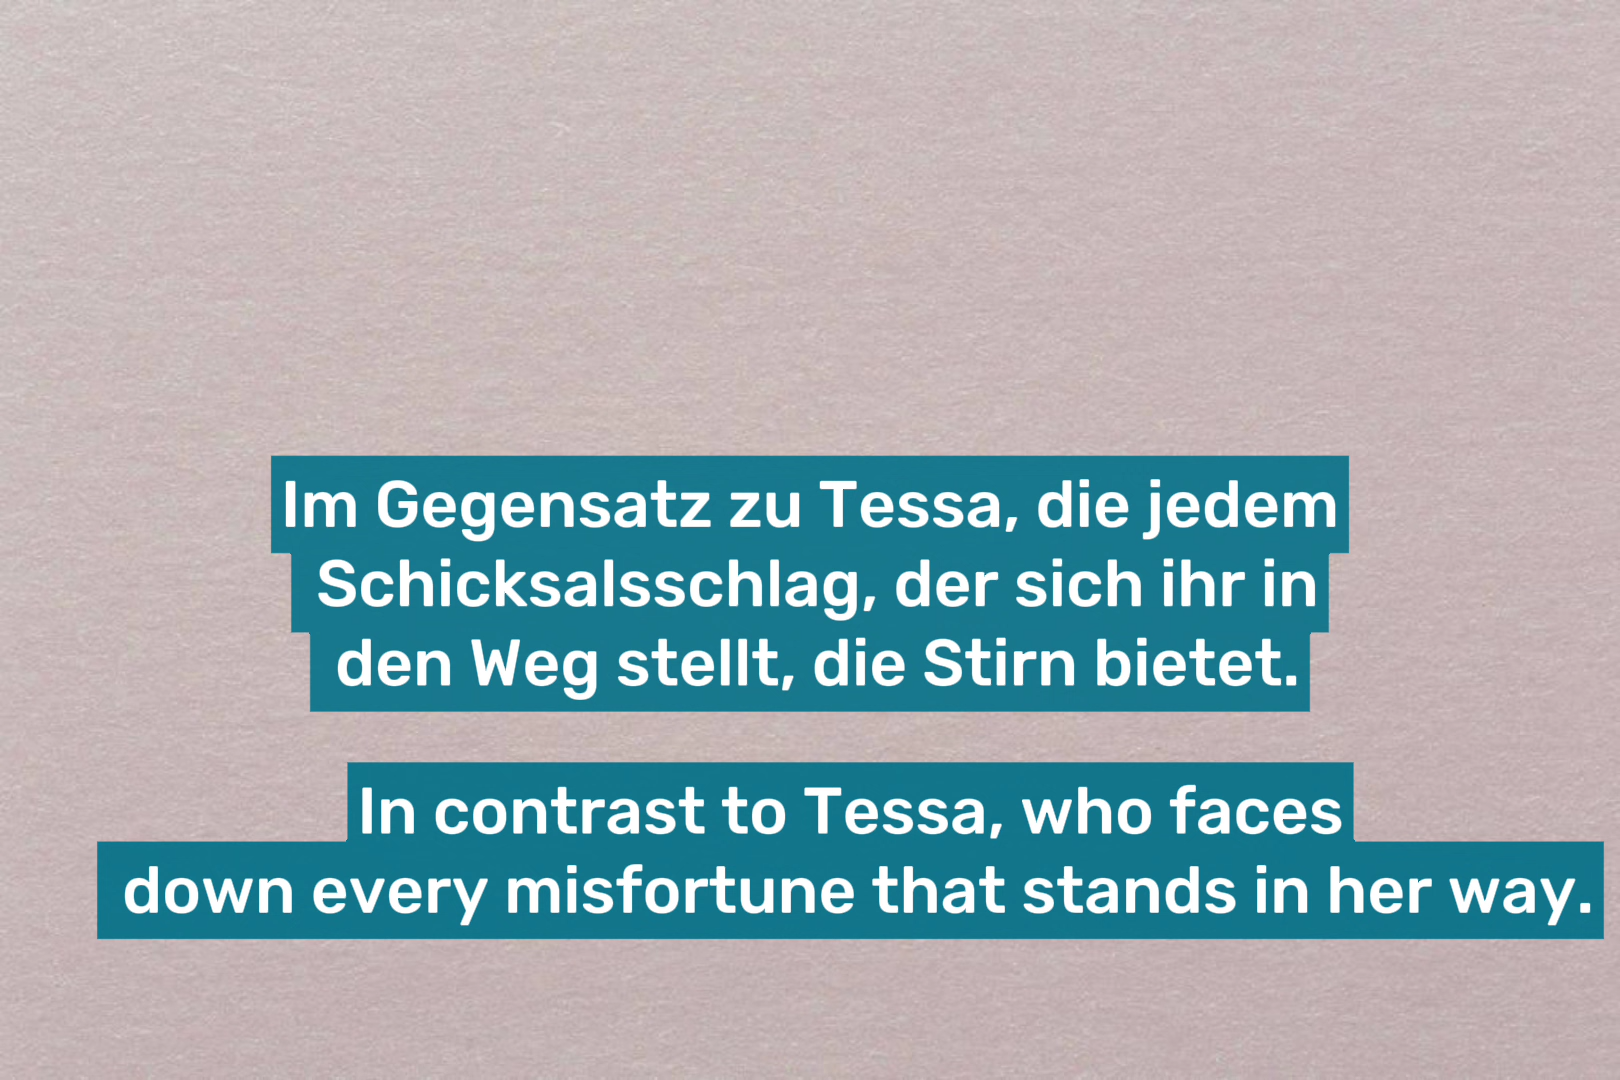 Im Gegensatz zu Tessa, die jedem
Schicksalsschlag, der sich ihr in
den Weg stellt, die Stirn bietet.
In contrast to Tessa, who faces
down every misfortune that stands in her way.